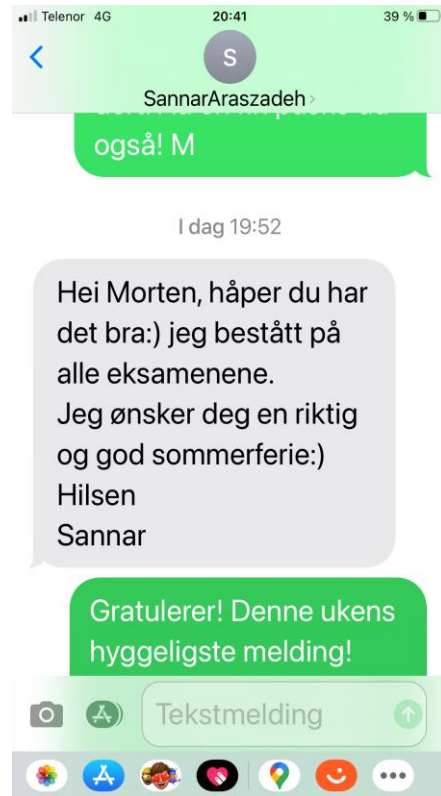 Telenor 4G 20:41 39 %
S
SannarAraszadeh
også! M
I dag 19:52
Hei Morten, håper du har
det bra:) jeg bestått på
alle eksamenene.
Jeg ønsker deg en riktig
og god sommerferie:)
Hilsen
Sannar
Gratulerer! Denne ukens
hyggeligste melding!
Tekstmelding